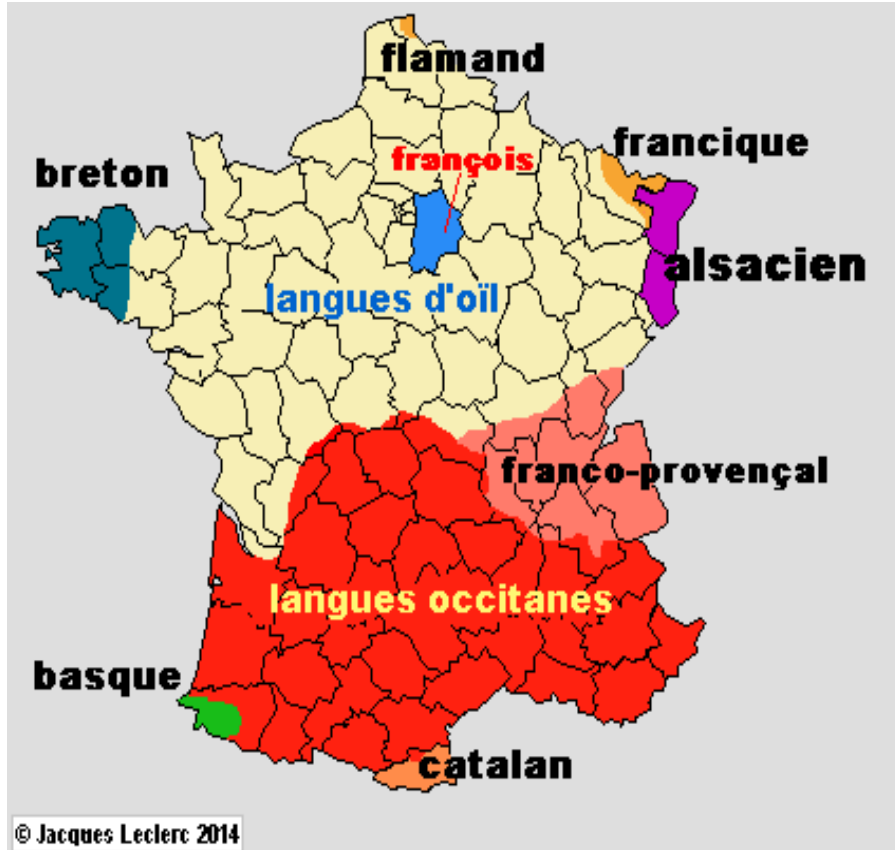 flamand
francique
françois
breton
alsacien
langues d'oïl
franco-provençal
langues occitanes
basque
catalan
© Jacques Leclerc 2014